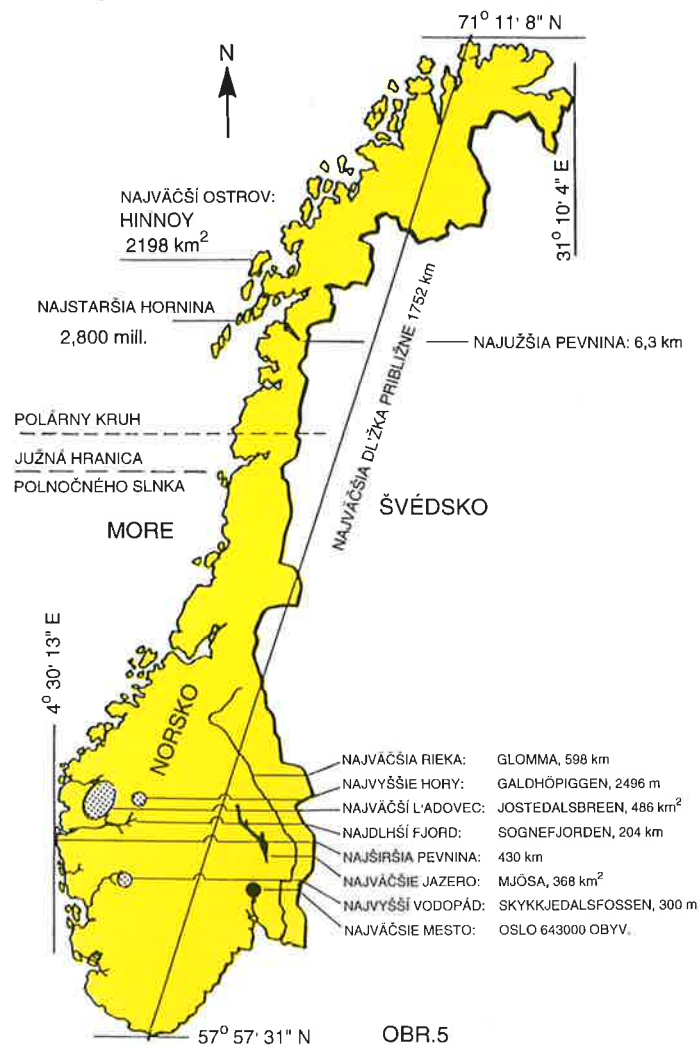 71° 11' 8" N
N
31° 10' 4" E
NAJVÄČŠÍ OSTROV:
HINNOY
2198 km²
NAJSTARŠIA HORNINA
2,800 mill.
NAJUŽŠIA PEVNINA: 6,3 km
NAJVÄČŠIA DĹŽKA PRIBLIŽNE 1752 km
POLÁRNY KRUH
JUŽNÁ HRANICA
POLNOČNÉHO SLNKA
MORE
ŠVÉDSKO
4° 30' 13" E
NORSKO
NAJVÄČŠIA RIEKA: GLOMMA, 598 km
NAJVYŠŠIE HORY: GALDHÖPIGGEN, 2496 m
NAJVÄČŠÍ L'ADOVEC: JOSTEDALSBREEN, 486 km²
NAJDLHŠÍ FJORD: SOGNEFJORDEN, 204 km
NAJŠIRŠIA PEVNINA: 430 km
NAJVÄČŠIE JAZERO: MJÖSA, 368 km²
NAJVYŠŠÍ VODOPÁD: SKYKKJEDALSFOSSEN, 300 m
NAJVÄČSIE MESTO: OSLO 643000 OBYV.
57° 57' 31" N
OBR.5